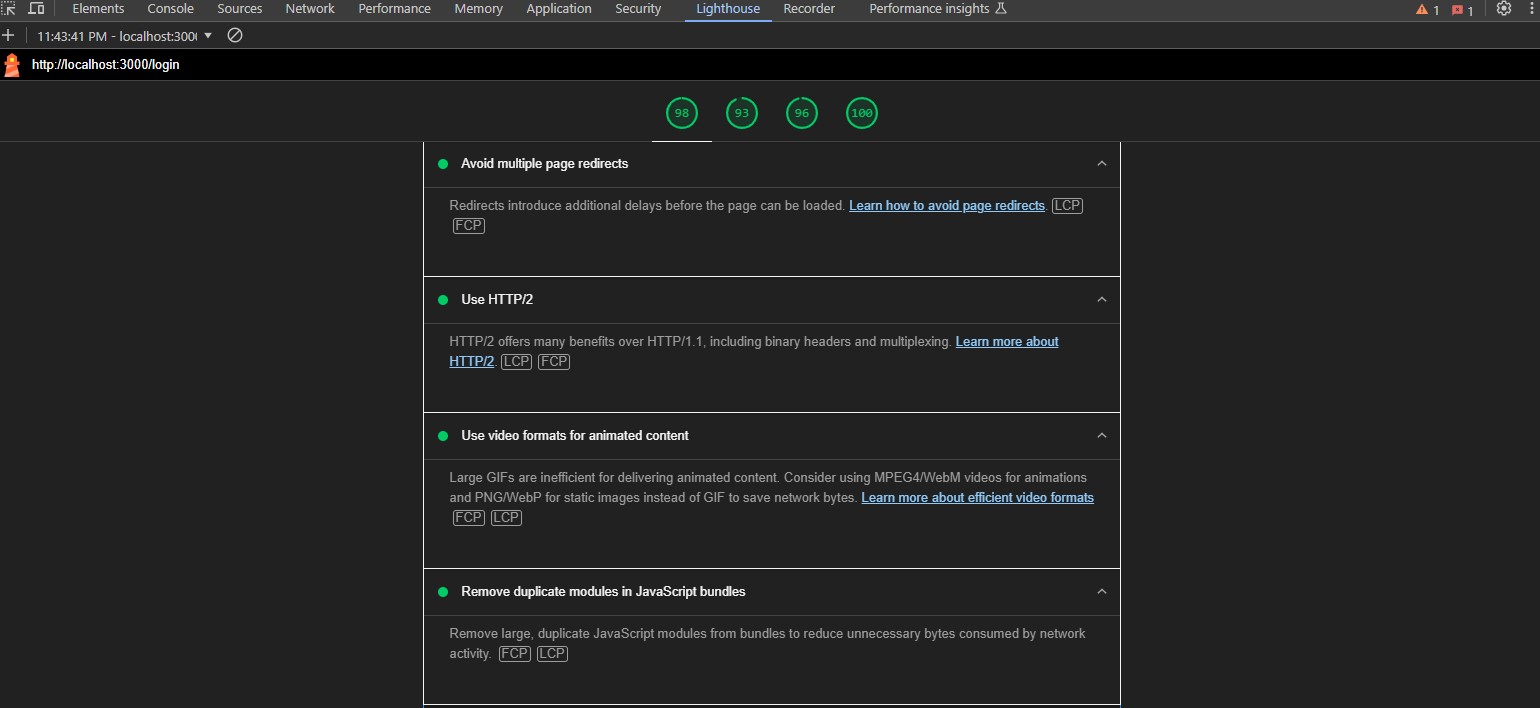 Elements Console Sources Network Performance Memory Application Security Lighthouse Recorder Performance insights 1 1
11:43:41 PM - localhost:3000
http://localhost:3000/login
98 93 96 100
Avoid multiple page redirects
Redirects introduce additional delays before the page can be loaded. Learn how to avoid page redirects. LCP
FCP
Use HTTP/2
HTTP/2 offers many benefits over HTTP/1.1, including binary headers and multiplexing. Learn more about
HTTP/2. LCP FCP
Use video formats for animated content
Large GIFs are inefficient for delivering animated content. Consider using MPEG4/WebM videos for animations
and PNG/WebP for static images instead of GIF to save network bytes. Learn more about efficient video formats
FCP LCP
Remove duplicate modules in JavaScript bundles
Remove large, duplicate JavaScript modules from bundles to reduce unnecessary bytes consumed by network
activity. FCP LCP